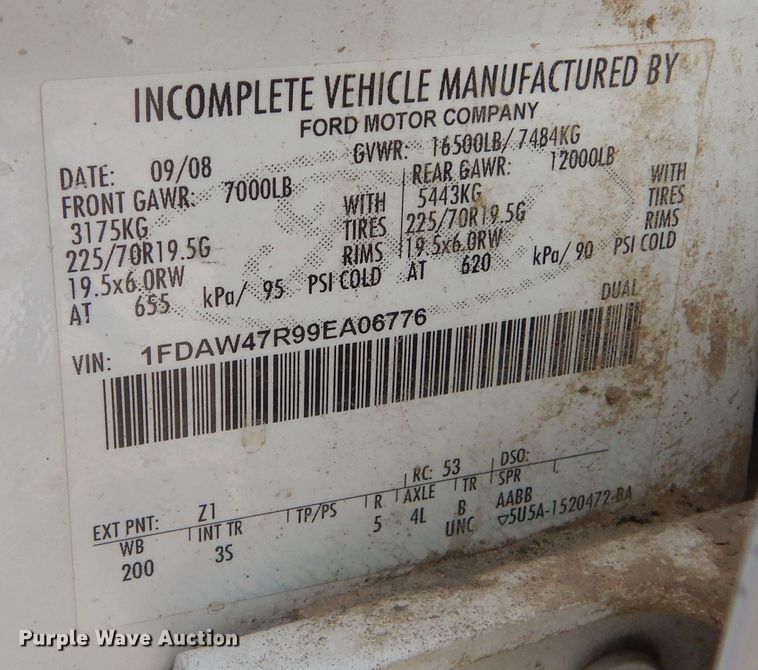 INCOMPLETE VEHICLE MANUFACTURED BY
FORD MOTOR COMPANY
DATE: 09/08 GVWR: 16500LB/ 7484KG
FRONT GAWR: 7000LB REAR GAWR: 12000LB
3175KG WITH 5443KG WITH
225/70R19.5G TIRES 225/70R19.5G TIRES
19.5x6.0RW RIMS 19.5x6.0RW RIMS
AT 655 kPa/ 95 PSI COLD AT 620 kPa/ 90 PSI COLD
DUAL
VIN: 1FDAW47R99EA06776
EXT PNT: Z1 RC: 53 DSO:
WB INT TR TP/PS R AXLE TR SPR
200 3S 5 4L B AABB
UNC ▽5U5A-1520472-BA
Purple Wave Auction